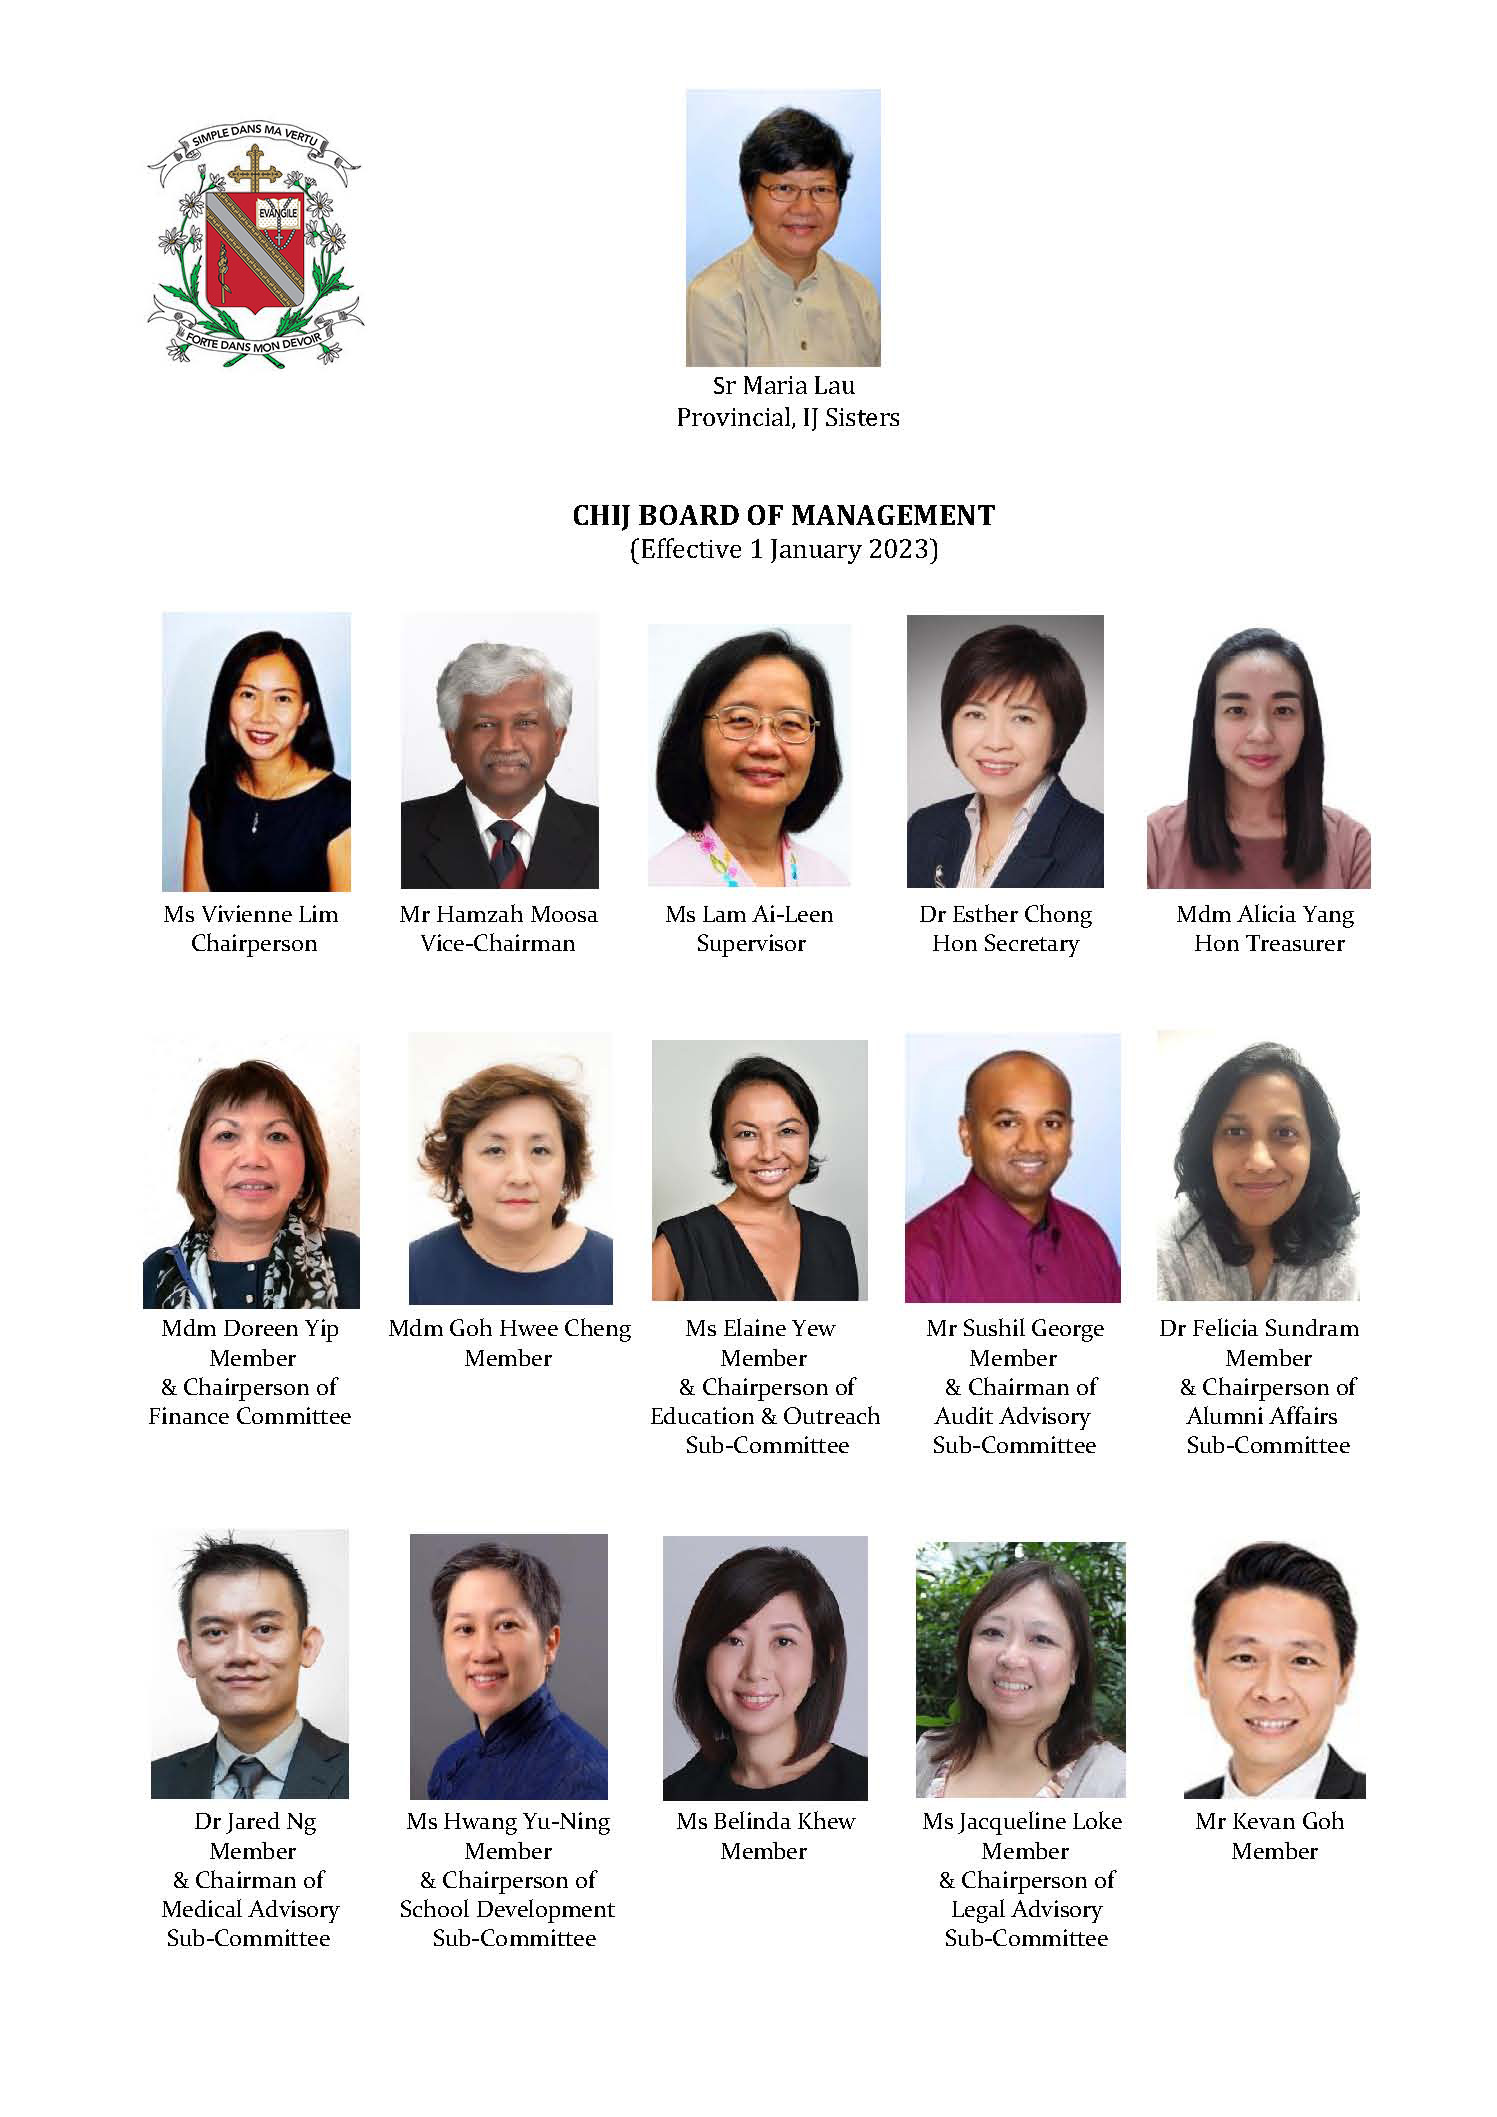 SIMPLE DANS MA VERTU
EVANGILE
FORTE DANS MON DEVOIR
Sr Maria Lau
Provincial, IJ Sisters
CHIJ BOARD OF MANAGEMENT
(Effective 1 January 2023)
Ms Vivienne Lim
Chairperson
Mr Hamzah Moosa
Vice-Chairman
Ms Lam Ai-Leen
Supervisor
Dr Esther Chong
Hon Secretary
Mdm Alicia Yang
Hon Treasurer
Mdm Doreen Yip
Member
& Chairperson of
Finance Committee
Mdm Goh Hwee Cheng
Member
Ms Elaine Yew
Member
& Chairperson of
Education & Outreach
Sub-Committee
Mr Sushil George
Member
& Chairman of
Audit Advisory
Sub-Committee
Dr Felicia Sundram
Member
& Chairperson of
Alumni Affairs
Sub-Committee
Dr Jared Ng
Member
& Chairman of
Medical Advisory
Sub-Committee
Ms Hwang Yu-Ning
Member
& Chairperson of
School Development
Sub-Committee
Ms Belinda Khew
Member
Ms Jacqueline Loke
Member
& Chairperson of
Legal Advisory
Sub-Committee
Mr Kevan Goh
Member